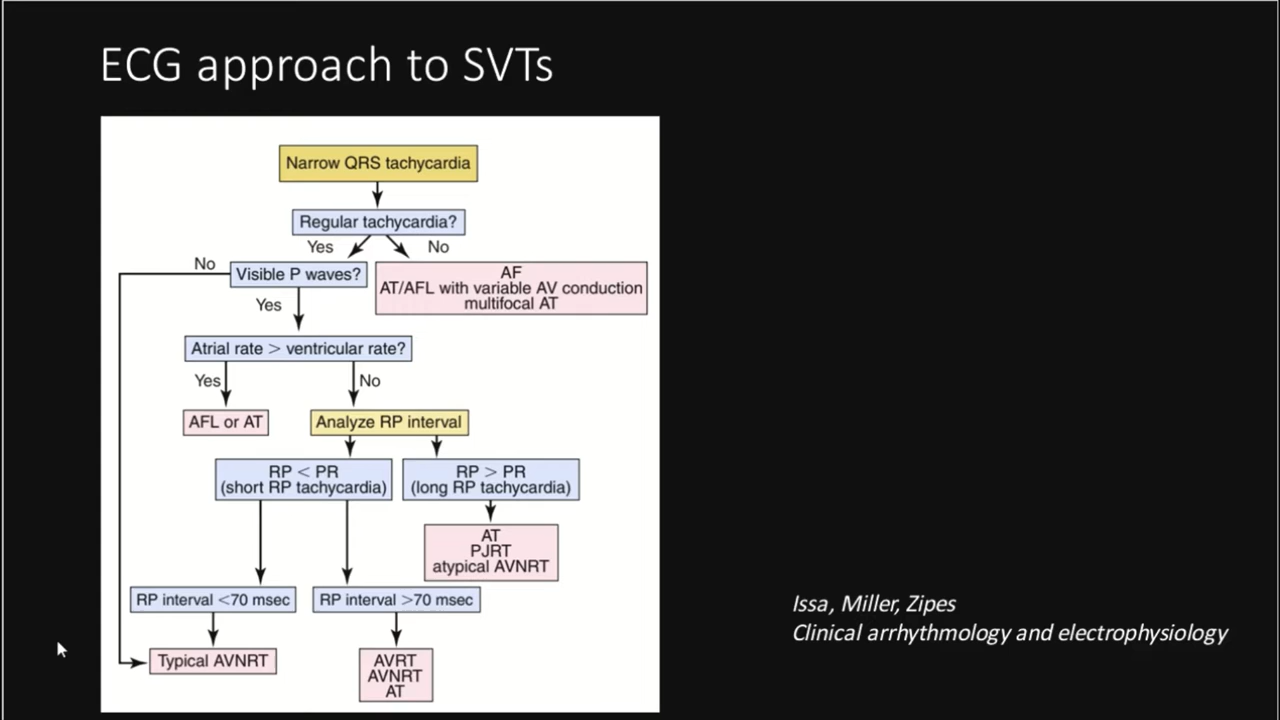 ECG approach to SVTs
Narrow QRS tachycardia
Regular tachycardia?
Yes
No
No
Visible P waves?
AF
AT/AFL with variable AV conduction
multifocal AT
Yes
Atrial rate > ventricular rate?
Yes
No
AFL or AT
Analyze RP interval
RP < PR
(short RP tachycardia)
RP > PR
(long RP tachycardia)
AT
PJRT
atypical AVNRT
RP interval <70 msec
RP interval >70 msec
Typical AVNRT
AVRT
AVNRT
AT
Issa, Miller, Zipes
Clinical arrhythmology and electrophysiology